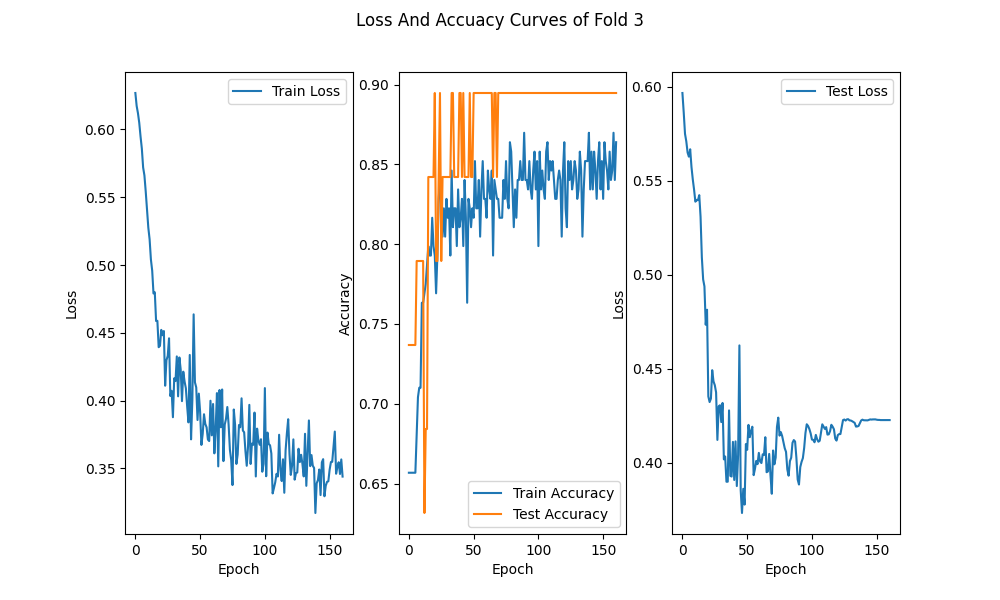 Loss And Accuacy Curves of Fold 3
Train Loss
0.60
0.55
0.50
0.45
0.40
0.35
Loss
0 50 100 150
Epoch
0.90
0.85
0.80
0.75
0.70
0.65
Accuracy
Train Accuracy
Test Accuracy
0 50 100 150
Epoch
Test Loss
0.60
0.55
0.50
0.45
0.40
Loss
0 50 100 150
Epoch